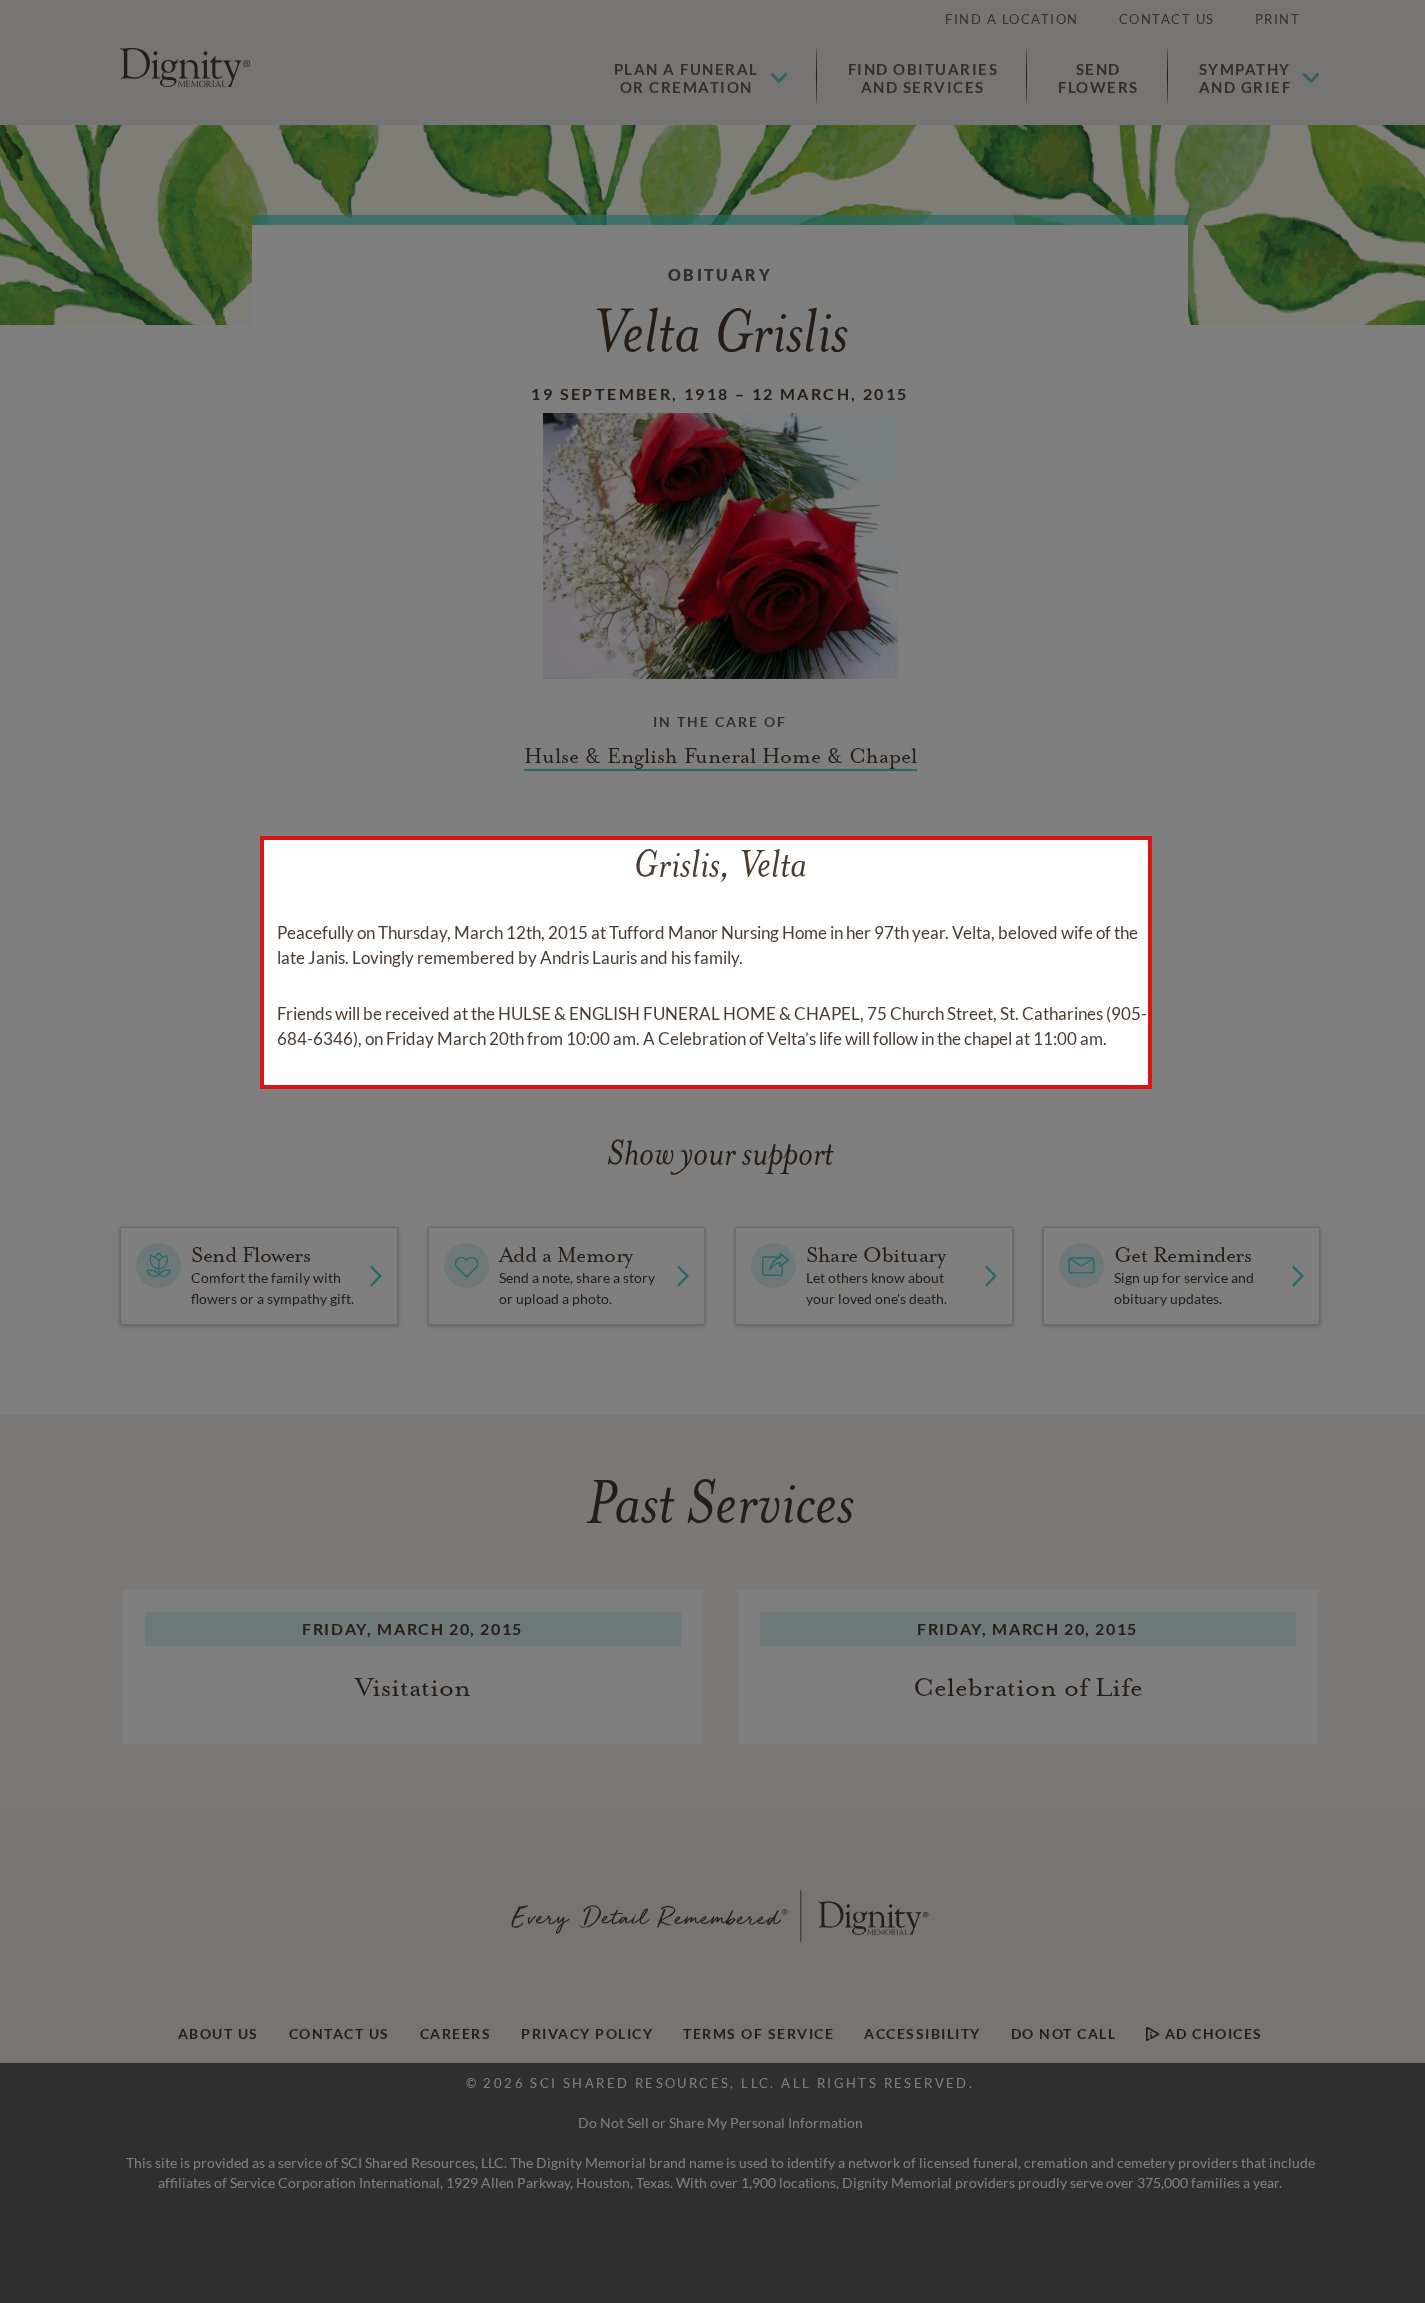 FIND A LOCATION CONTACT US PRINT
Dignity®
MEMORIAL
PLAN A FUNERAL
OR CREMATION
FIND OBITUARIES
AND SERVICES
SEND
FLOWERS
SYMPATHY
AND GRIEF
OBITUARY
Velta Grislis
19 SEPTEMBER, 1918 – 12 MARCH, 2015
IN THE CARE OF
Hulse & English Funeral Home & Chapel
Grislis, Velta
Peacefully on Thursday, March 12th, 2015 at Tufford Manor Nursing Home in her 97th year. Velta, beloved wife of the
late Janis. Lovingly remembered by Andris Lauris and his family.
Friends will be received at the HULSE & ENGLISH FUNERAL HOME & CHAPEL, 75 Church Street, St. Catharines (905-
684-6346), on Friday March 20th from 10:00 am. A Celebration of Velta’s life will follow in the chapel at 11:00 am.
Show your support
Send Flowers
Comfort the family with
flowers or a sympathy gift.
Add a Memory
Send a note, share a story
or upload a photo.
Share Obituary
Let others know about
your loved one's death.
Get Reminders
Sign up for service and
obituary updates.
Past Services
FRIDAY, MARCH 20, 2015
Visitation
FRIDAY, MARCH 20, 2015
Celebration of Life
Every Detail Remembered®
Dignity®
MEMORIAL
ABOUT US CONTACT US CAREERS PRIVACY POLICY TERMS OF SERVICE ACCESSIBILITY DO NOT CALL AD CHOICES
© 2026 SCI SHARED RESOURCES, LLC. ALL RIGHTS RESERVED.
Do Not Sell or Share My Personal Information
This site is provided as a service of SCI Shared Resources, LLC. The Dignity Memorial brand name is used to identify a network of licensed funeral, cremation and cemetery providers that include
affiliates of Service Corporation International, 1929 Allen Parkway, Houston, Texas. With over 1,900 locations, Dignity Memorial providers proudly serve over 375,000 families a year.